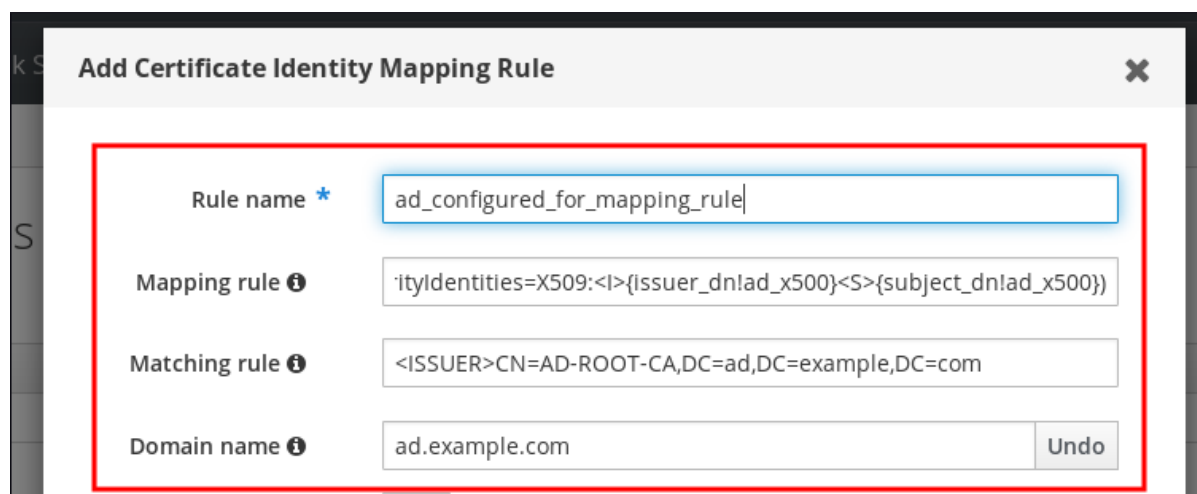 k S
Add Certificate Identity Mapping Rule
Rule name *
ad_configured_for_mapping_rule
S
Mapping rule
rityIdentities=X509:<I>{issuer_dn!ad_x500}<S>{subject_dn!ad_x500})
Matching rule
<ISSUER>CN=AD-ROOT-CA,DC=ad,DC=example,DC=com
Domain name
ad.example.com
Undo